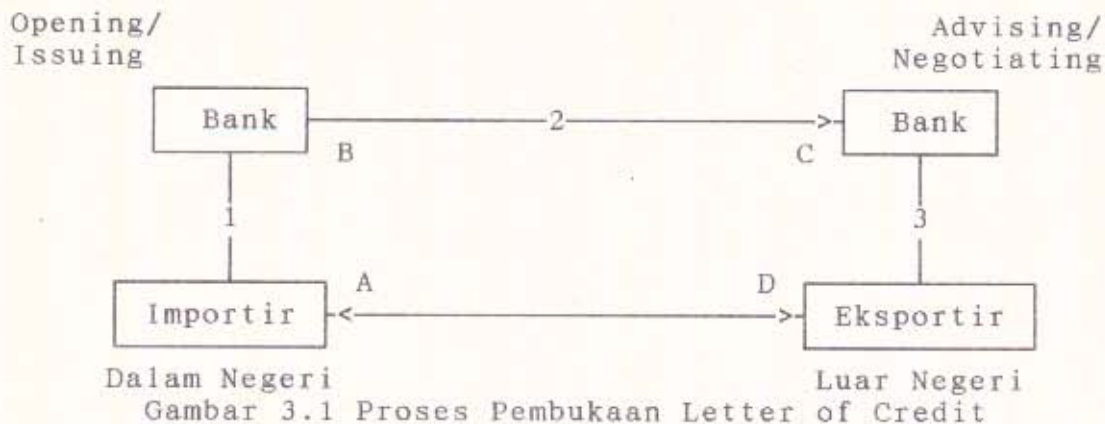 Opening/
Issuing
Advising/
Negotiating
Bank
2
Bank
B
C
1
3
A
D
Importir
Eksportir
Dalam Negeri
Luar Negeri
Gambar 3.1 Proses Pembukaan Letter of Credit